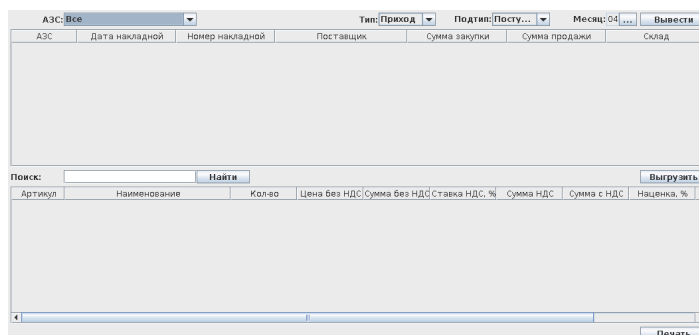 АЗС: Все Тип: Приход Подтип: Посту... Месяц: 04 ... Вывести
АЗС Дата накладной Номер накладной Поставщик Сумма закупки Сумма продажи Склад
Поиск: Найти Выгрузить
Артикул Наименование Кол-во Цена без НДС Сумма без НДС Ставка НДС, % Сумма НДС Сумма с НДС Наценка, %
Печать